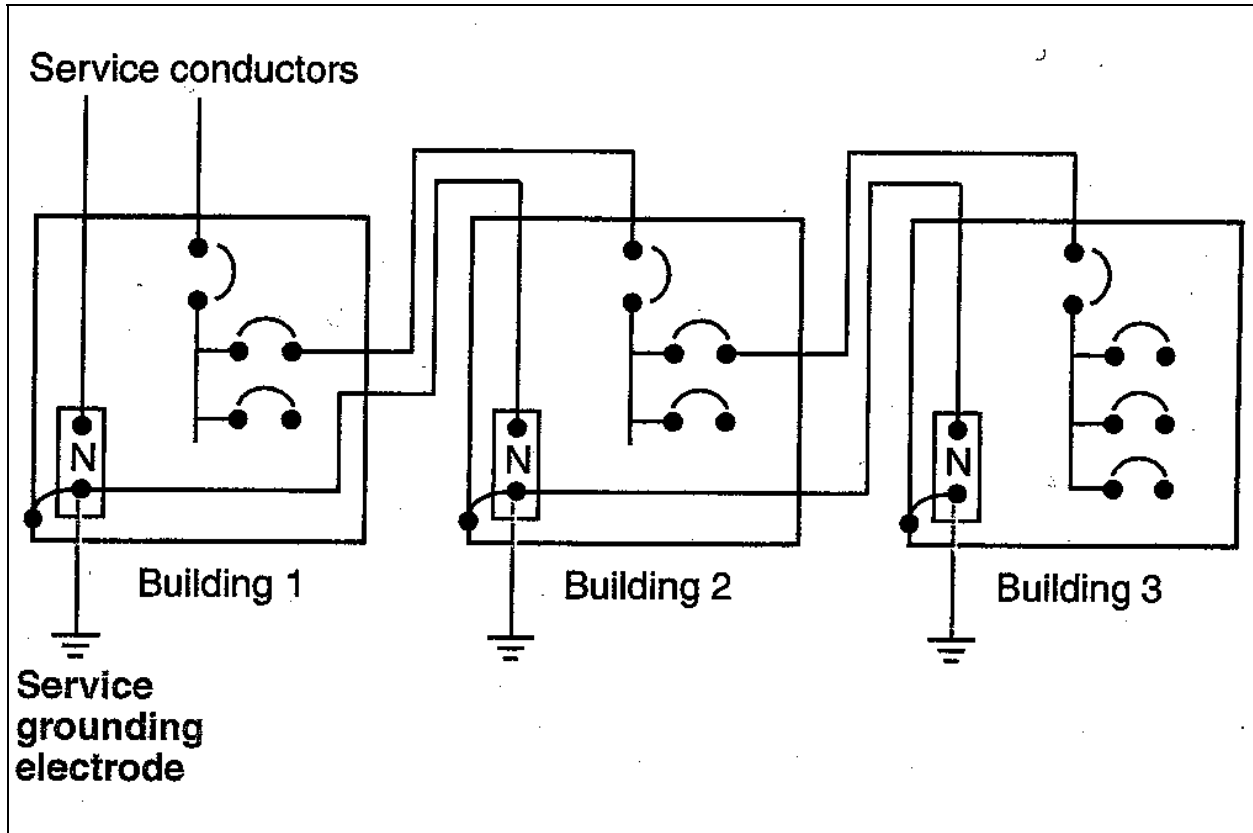 Service conductors
N
N
N
Building 1
Building 2
Building 3
Service
grounding
electrode